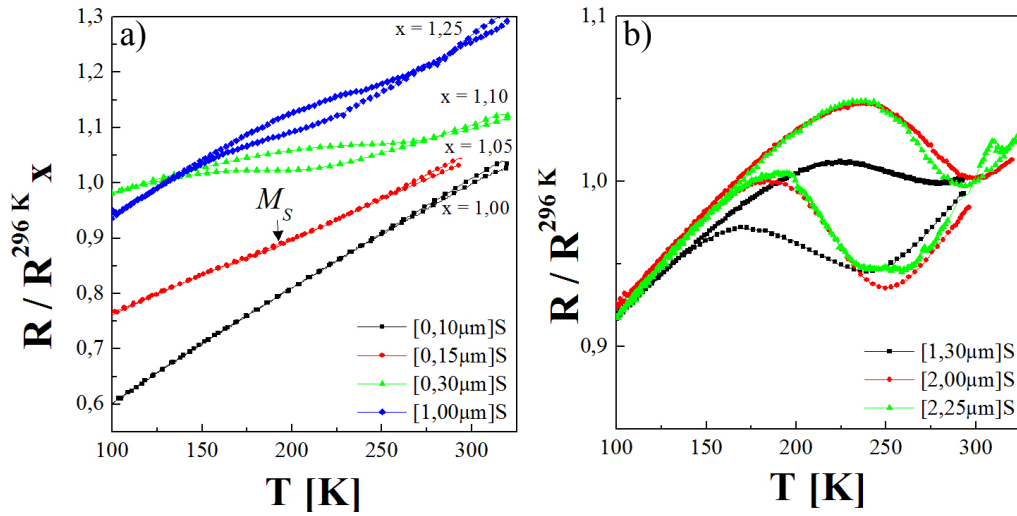 a)
R / R^296 K x
1,3
1,2
1,1
1,0
0,9
0,8
0,7
0,6
x = 1,25
x = 1,10
x = 1,05
x = 1,00
M_S
[0,10µm]S
[0,15µm]S
[0,30µm]S
[1,00µm]S
100 150 200 250 300
T [K]
b)
R / R^296 K
1,1
1,0
0,9
[1,30µm]S
[2,00µm]S
[2,25µm]S
100 150 200 250 300
T [K]